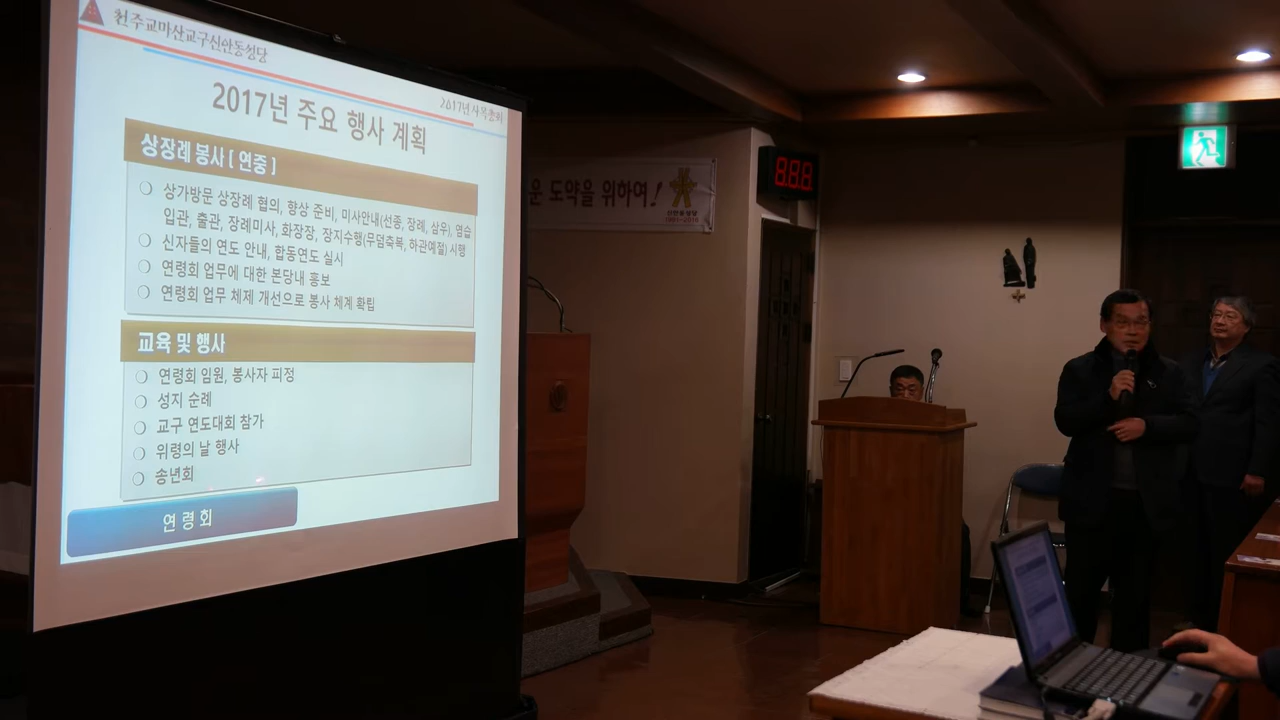 천주교마산교구신안동성당
2017년 사목총회
2017년 주요 행사 계획
상장례 봉사 [ 연중 ]
○ 상가방문 상장례 협의, 향상 준비, 미사안내(선종, 장례, 삼우), 염습
입관, 출관, 장례미사, 화장장, 장지수행(무덤축복, 하관예절) 시행
○ 신자들의 연도 안내, 합동연도 실시
○ 연령회 업무에 대한 본당내 홍보
○ 연령회 업무 체제 개선으로 봉사 체계 확립
교육 및 행사
○ 연령회 임원, 봉사자 피정
○ 성지 순례
○ 교구 연도대회 참가
○ 위령의 날 행사
○ 송년회
연령회
운 도약을 위하여!
신안동성당
1991-2016
888